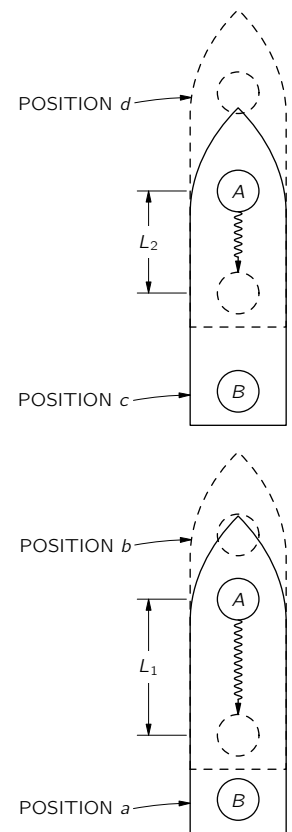 POSITION d
A
L₂
B
POSITION c
POSITION b
A
L₁
B
POSITION a